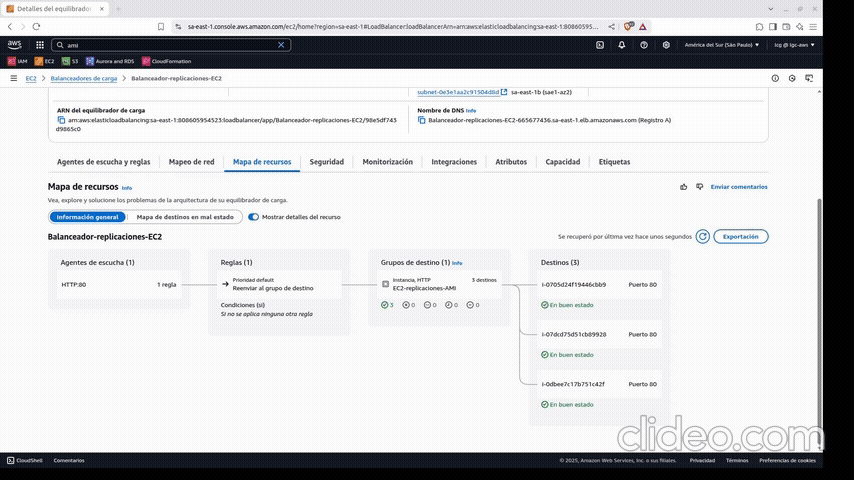 Detalles del equilibrador
sa-east-1.console.aws.amazon.com/ec2/home?region=sa-east-1#LoadBalancer:loadBalancerArn=arn:aws:elasticloadbalancing:sa-east-1:80860595...
aws
ami
América del Sur (São Paulo)
icg @ igc-aws
IAM
EC2
S3
Aurora and RDS
CloudFormation
EC2
Balanceadores de carga
Balanceador-replicaciones-EC2
subnet-0e3e1aa2c91504d8d
sa-east-1b (sae1-az2)
ARN del equilibrador de carga
arn:aws:elasticloadbalancing:sa-east-1:808605954523:loadbalancer/app/Balanceador-replicaciones-EC2/98e5df743
d9865c0
Nombre de DNS Info
Balanceador-replicaciones-EC2-665677436.sa-east-1.elb.amazonaws.com (Registro A)
Agentes de escucha y reglas
Mapeo de red
Mapa de recursos
Seguridad
Monitorización
Integraciones
Atributos
Capacidad
Etiquetas
Mapa de recursos Info
Enviar comentarios
Vea, explore y solucione los problemas de la arquitectura de su equilibrador de carga.
Información general
Mapa de destinos en mal estado
Mostrar detalles del recurso
Balanceador-replicaciones-EC2
Se recuperó por última vez hace unos segundos
Exportación
Agentes de escucha (1)
HTTP:80
1 regla
Reglas (1)
Prioridad default
Reenviar al grupo de destino
Condiciones (si)
Si no se aplica ninguna otra regla
Grupos de destino (1) Info
Instancia, HTTP
3 destinos
EC2-replicaciones-AMI
3
0
0
0
0
Destinos (3)
i-0705d24f19446cbb9
Puerto 80
En buen estado
i-07dcd75d51cb89928
Puerto 80
En buen estado
i-0dbee7c17b751c42f
Puerto 80
En buen estado
clideo.com
CloudShell
Comentarios
© 2025, Amazon Web Services, Inc. o sus filiales.
Privacidad
Términos
Preferencias de cookies